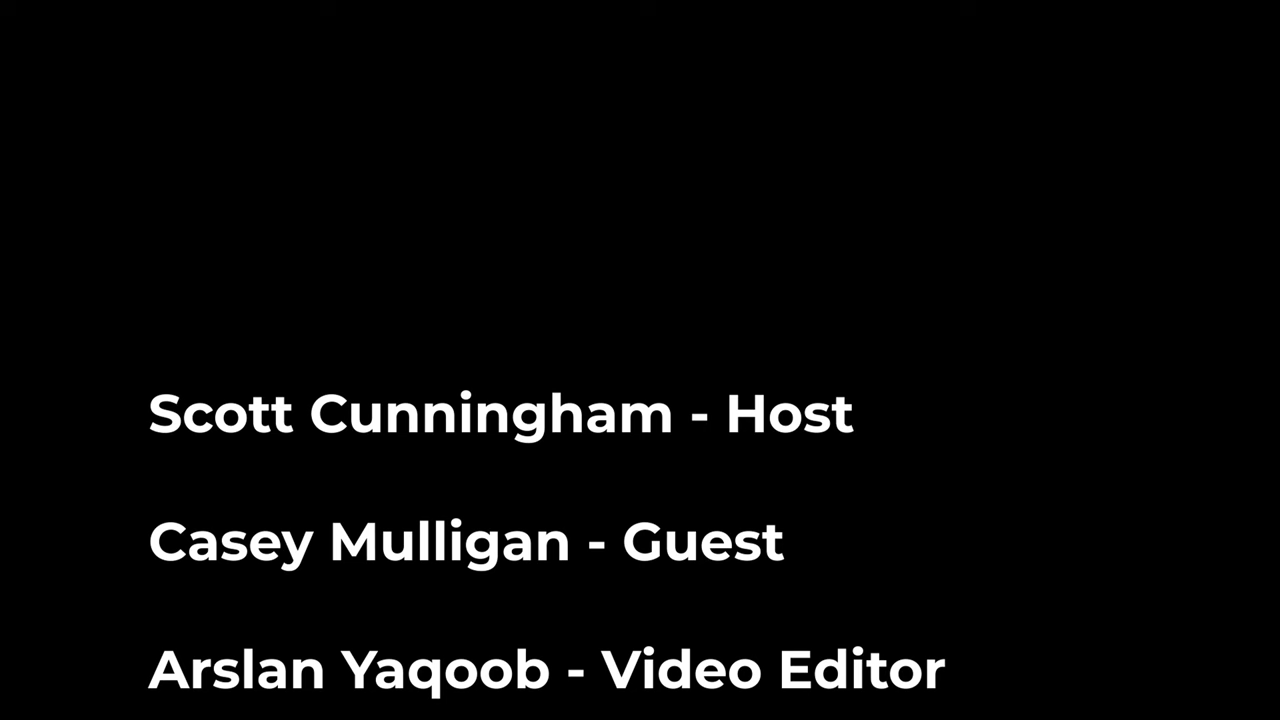 Scott Cunningham - Host
Casey Mulligan - Guest
Arslan Yaqoob - Video Editor